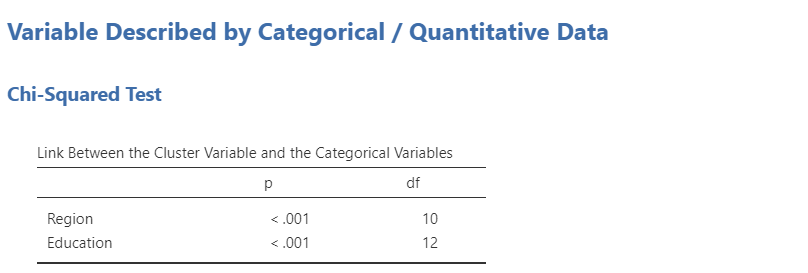 Variable Described by Categorical / Quantitative Data
Chi-Squared Test
Link Between the Cluster Variable and the Categorical Variables
p df
Region < .001 10
Education < .001 12